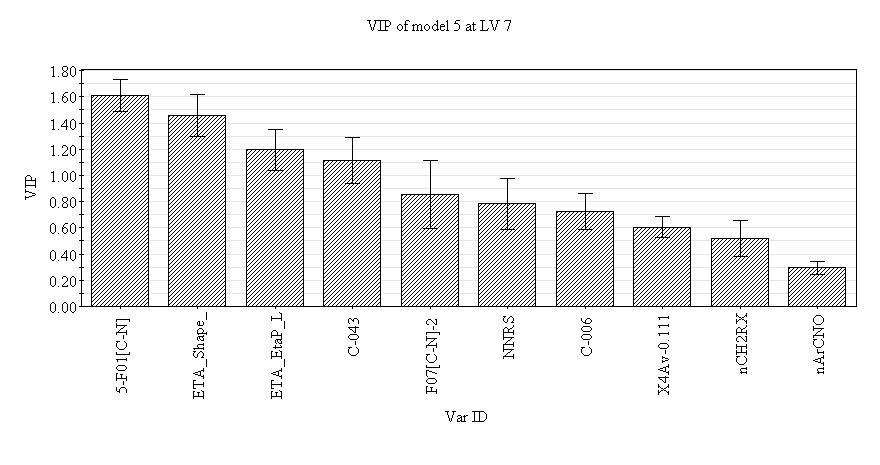 VIP of model 5 at LV 7
VIP
1.80
1.60
1.40
1.20
1.00
0.80
0.60
0.40
0.20
0.00
5-F01[C-N]
ETA_Shape_
ETA_EtaP_L
C-043
F07[C-N]-2
NNRS
C-006
X4Av-0.111
nCH2RX
nArCNO
Var ID